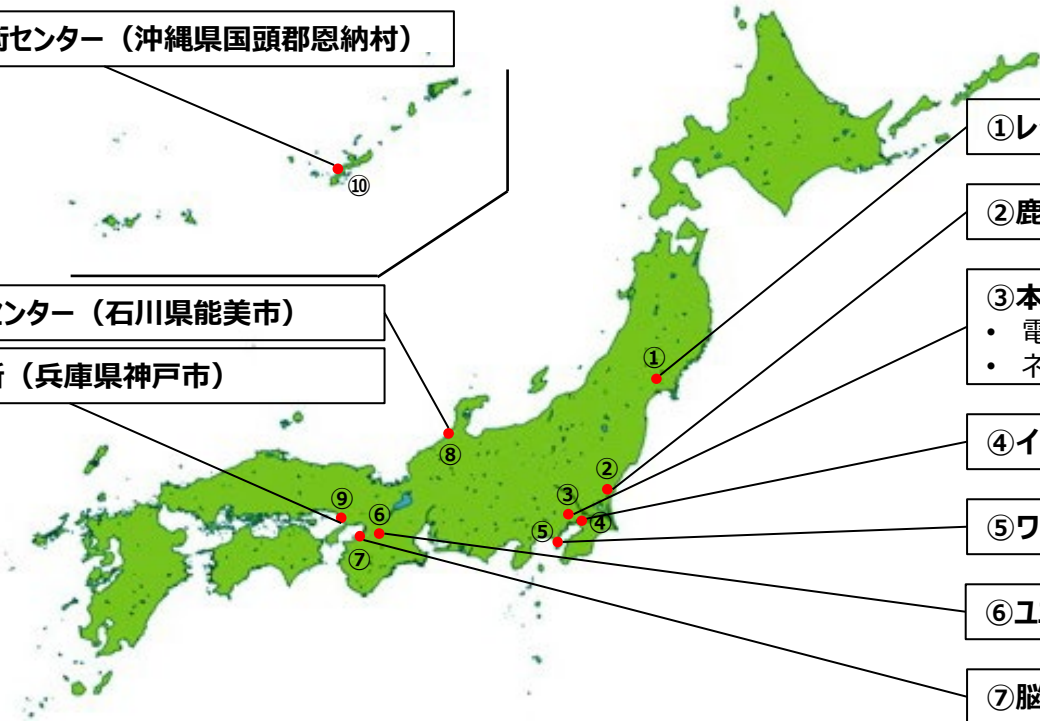 術センター（沖縄県国頭郡恩納村）
⑩
センター（石川県能美市）
（兵庫県神戸市）
①レ
②鹿
③本
• 電
• ネ
④イ
⑤ワ
⑥ユ
⑦脳
①
②
③
④
⑤
⑥
⑦
⑧
⑨